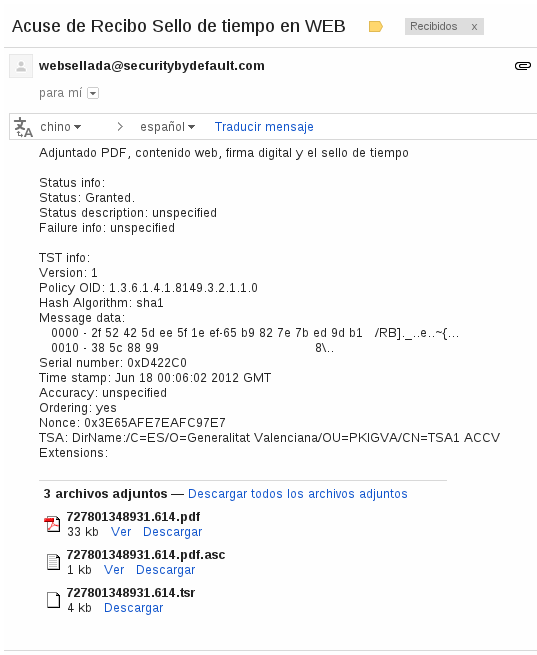 Acuse de Recibo Sello de tiempo en WEB
Recibidos x
websellada@securitybydefault.com
para mí
chino > español Traducir mensaje
Adjuntado PDF, contenido web, firma digital y el sello de tiempo
Status info:
Status: Granted.
Status description: unspecified
Failure info: unspecified
TST info:
Version: 1
Policy OID: 1.3.6.1.4.1.8149.3.2.1.1.0
Hash Algorithm: sha1
Message data:
0000 - 2f 52 42 5d ee 5f 1e ef-65 b9 82 7e 7b ed 9d b1 /RB]._..e..~{...
0010 - 38 5c 88 99 8\..
Serial number: 0xD422C0
Time stamp: Jun 18 00:06:02 2012 GMT
Accuracy: unspecified
Ordering: yes
Nonce: 0x3E65AFE7EAFC97E7
TSA: DirName:/C=ES/O=Generalitat Valenciana/OU=PKIGVA/CN=TSA1 ACCV
Extensions:
3 archivos adjuntos — Descargar todos los archivos adjuntos
727801348931.614.pdf
33 kb Ver Descargar
727801348931.614.pdf.asc
1 kb Ver Descargar
727801348931.614.tsr
4 kb Descargar